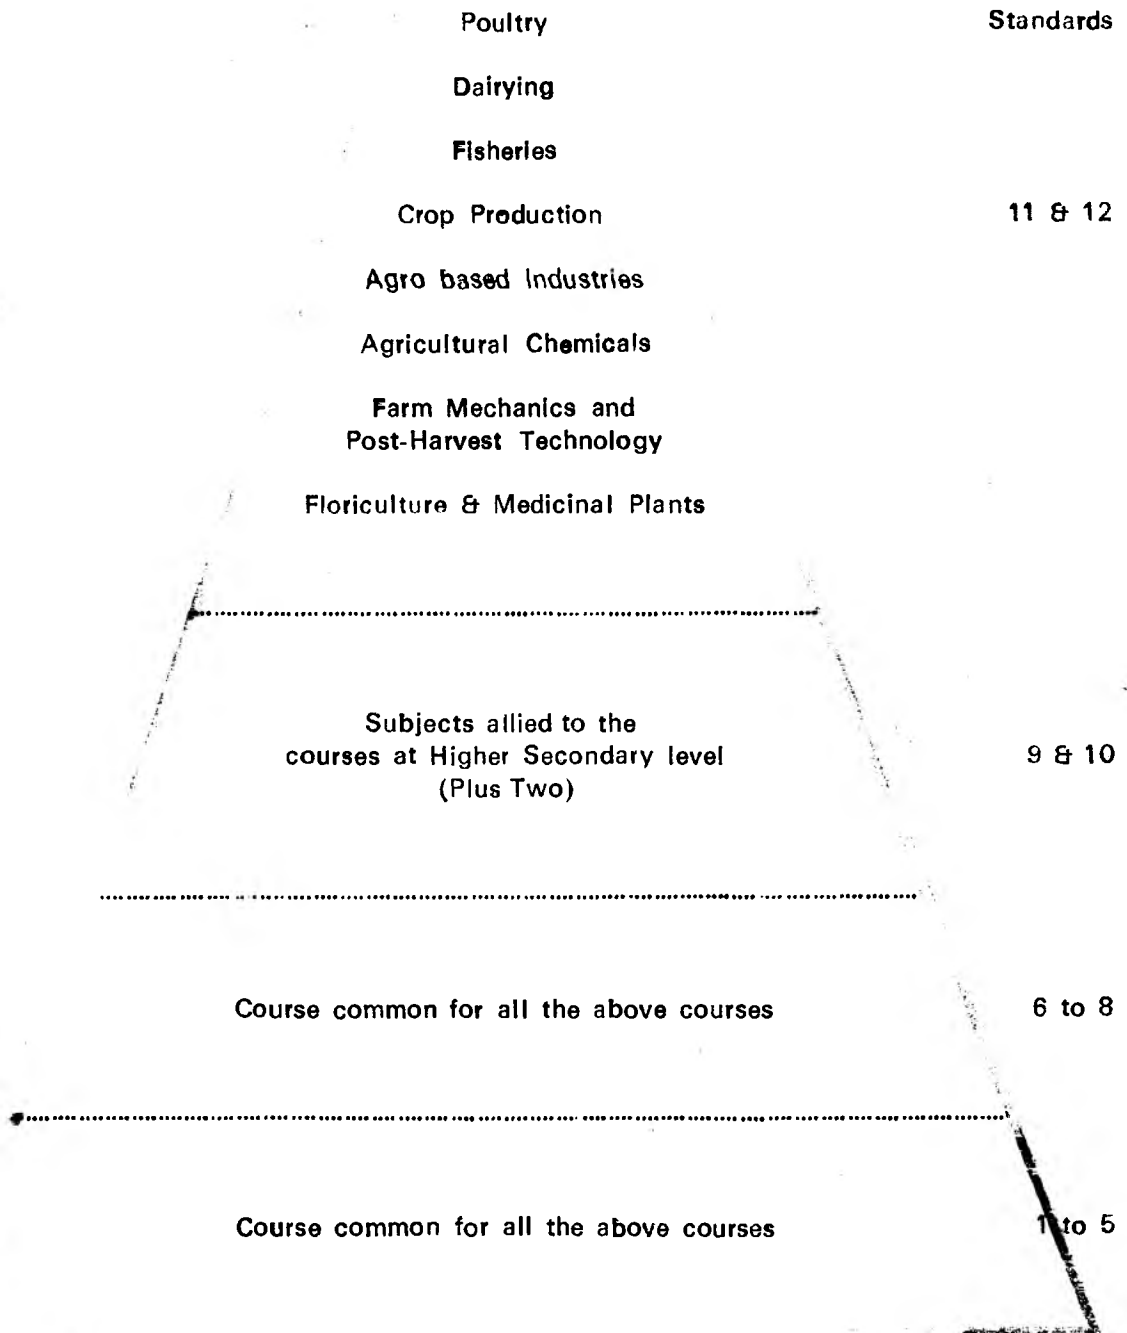 Poultry Standards
Dairying
Fisheries
Crop Production 11 & 12
Agro based Industries
Agricultural Chemicals
Farm Mechanics and
Post-Harvest Technology
Floriculture & Medicinal Plants
Subjects allied to the
courses at Higher Secondary level 9 & 10
(Plus Two)
Course common for all the above courses 6 to 8
Course common for all the above courses 1 to 5